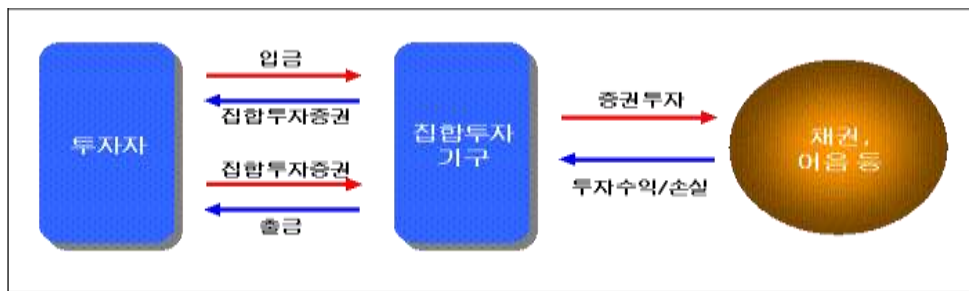 입금
집합투자증권
투자자
집합투자증권
출금
집합투자
기구
증권투자
투자수익/손실
채권,
어음 등